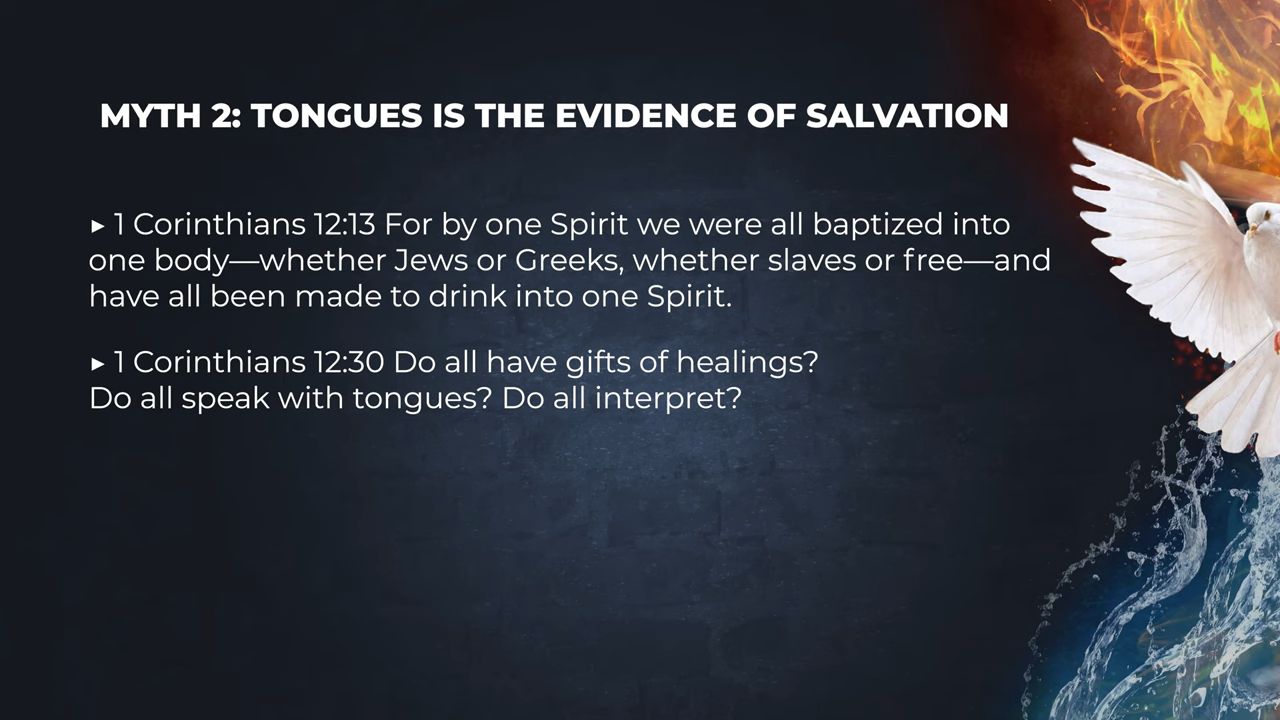 MYTH 2: TONGUES IS THE EVIDENCE OF SALVATION
▸ 1 Corinthians 12:13 For by one Spirit we were all baptized into
one body—whether Jews or Greeks, whether slaves or free—and
have all been made to drink into one Spirit.
▸ 1 Corinthians 12:30 Do all have gifts of healings?
Do all speak with tongues? Do all interpret?